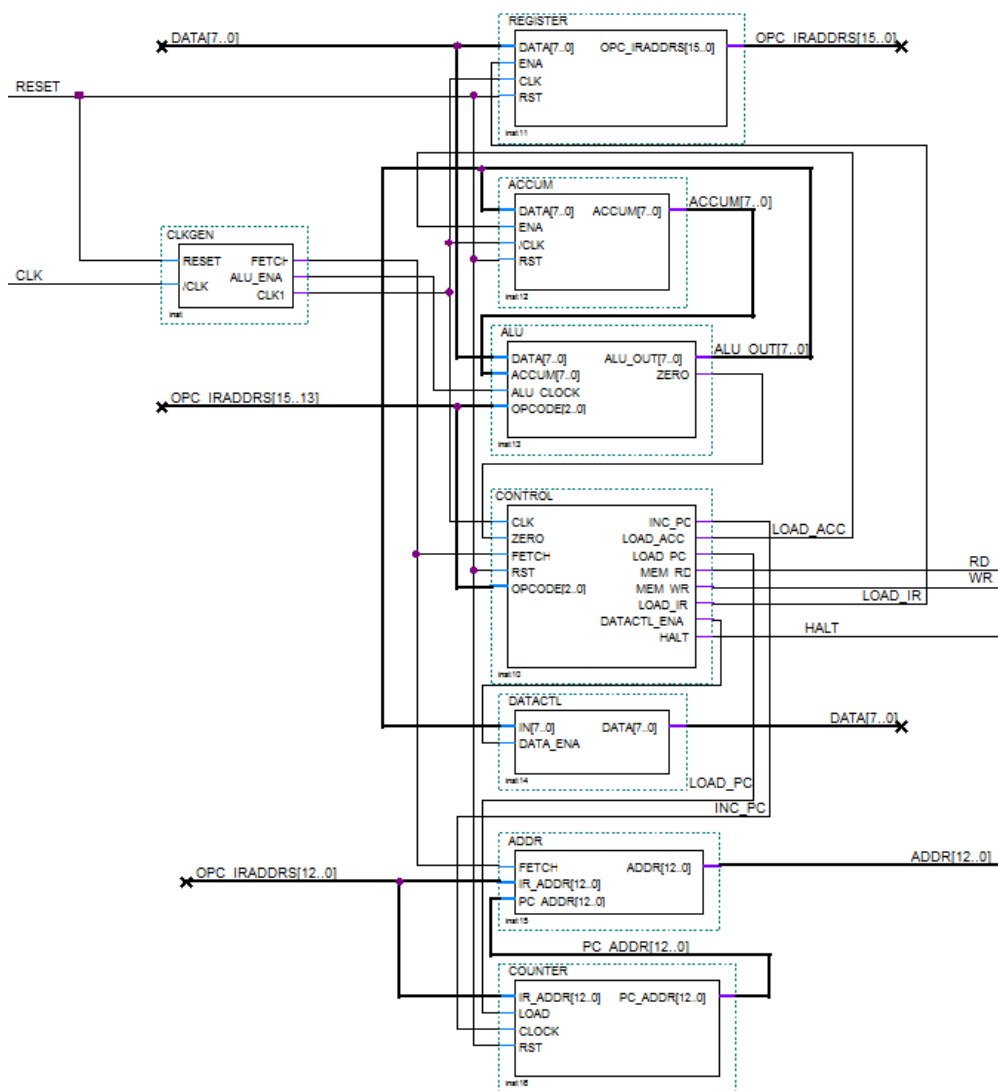 REGISTER
DATA[7..0]
DATA[7..0] OPC_IRADDRS[15..0]
OPC_IRADDRS[15..0]
ENA
CLK
RST
inst11
RESET
ACCUM
DATA[7..0] ACCUM[7..0]
ACCUM[7..0]
ENA
/CLK
RST
inst12
CLKGEN
RESET FETCH
ALU_ENA
/CLK
CLK1
inst
CLK
ALU
DATA[7..0] ALU_OUT[7..0]
ALU_OUT[7..0]
ACCUM[7..0] ZERO
ALU_CLOCK
OPCODE[2..0]
inst13
OPC_IRADDRS[15..13]
CONTROL
CLK INC_PC
ZERO LOAD_ACC
LOAD_ACC
FETCH LOAD_PC
RST MEM_RD
RD
OPCODE[2..0] MEM_WR
WR
LOAD_IR
LOAD_IR
DATACTL_ENA
HALT
HALT
inst10
DATACTL
IN[7..0] DATA[7..0]
DATA[7..0]
DATA_ENA
inst14
LOAD_PC
INC_PC
ADDR
FETCH ADDR[12..0]
ADDR[12..0]
OPC_IRADDRS[12..0]
IR_ADDR[12..0]
PC_ADDR[12..0]
inst15
PC_ADDR[12..0]
COUNTER
IR_ADDR[12..0] PC_ADDR[12..0]
LOAD
CLOCK
RST
inst16